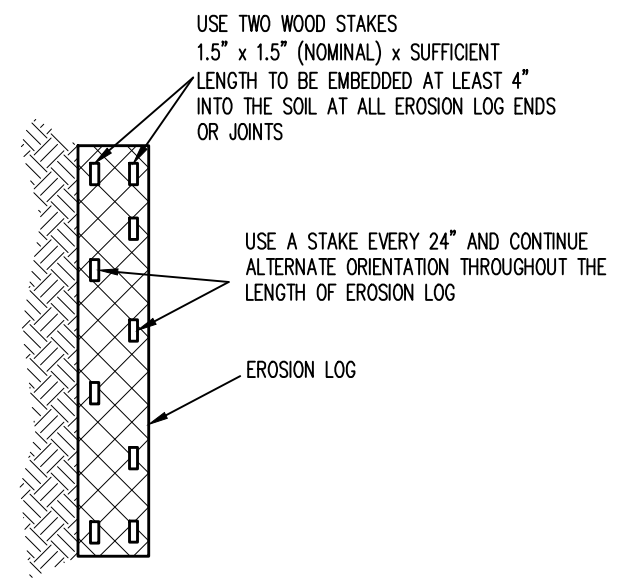 USE TWO WOOD STAKES
1.5" x 1.5" (NOMINAL) x SUFFICIENT
LENGTH TO BE EMBEDDED AT LEAST 4"
INTO THE SOIL AT ALL EROSION LOG ENDS
OR JOINTS
USE A STAKE EVERY 24" AND CONTINUE
ALTERNATE ORIENTATION THROUGHOUT THE
LENGTH OF EROSION LOG
EROSION LOG